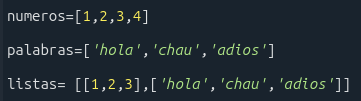 numeros=[1,2,3,4]
palabras=['hola','chau','adios']
listas= [[1,2,3],['hola','chau','adios']]